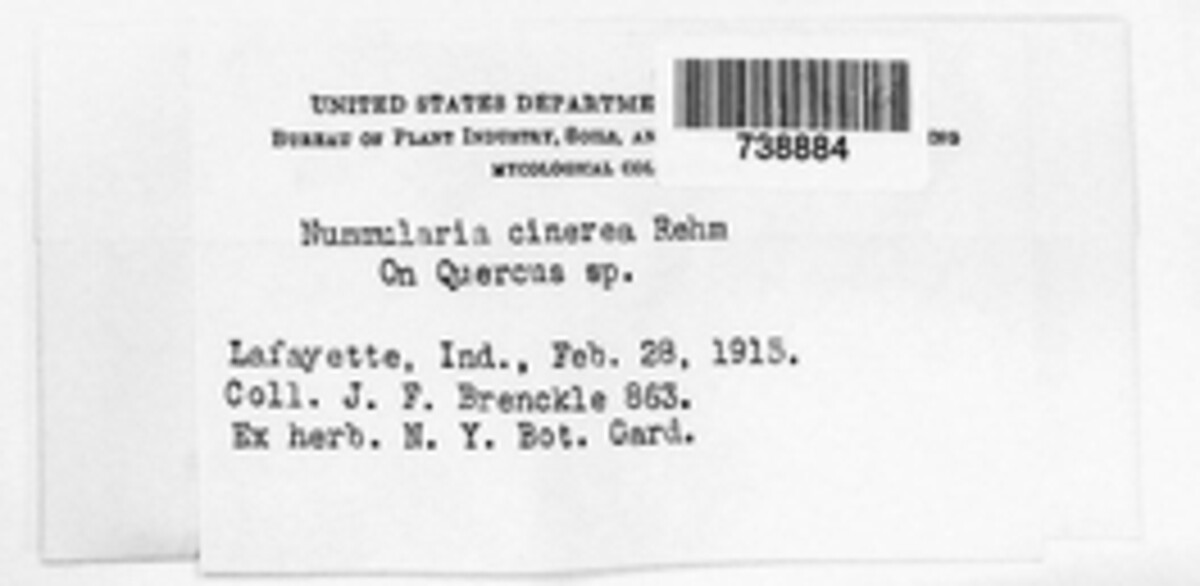 UNITED STATES DEPARTME
BUREAU OF PLANT INDUSTRY, SOILS, AN
MYCOLOGICAL COL
738884
Nummularia cinerea Rehm
On Quercus sp.
Lafayette, Ind., Feb. 28, 1915.
Coll. J. F. Brenckle 863.
Ex herb. N. Y. Bot. Gard.